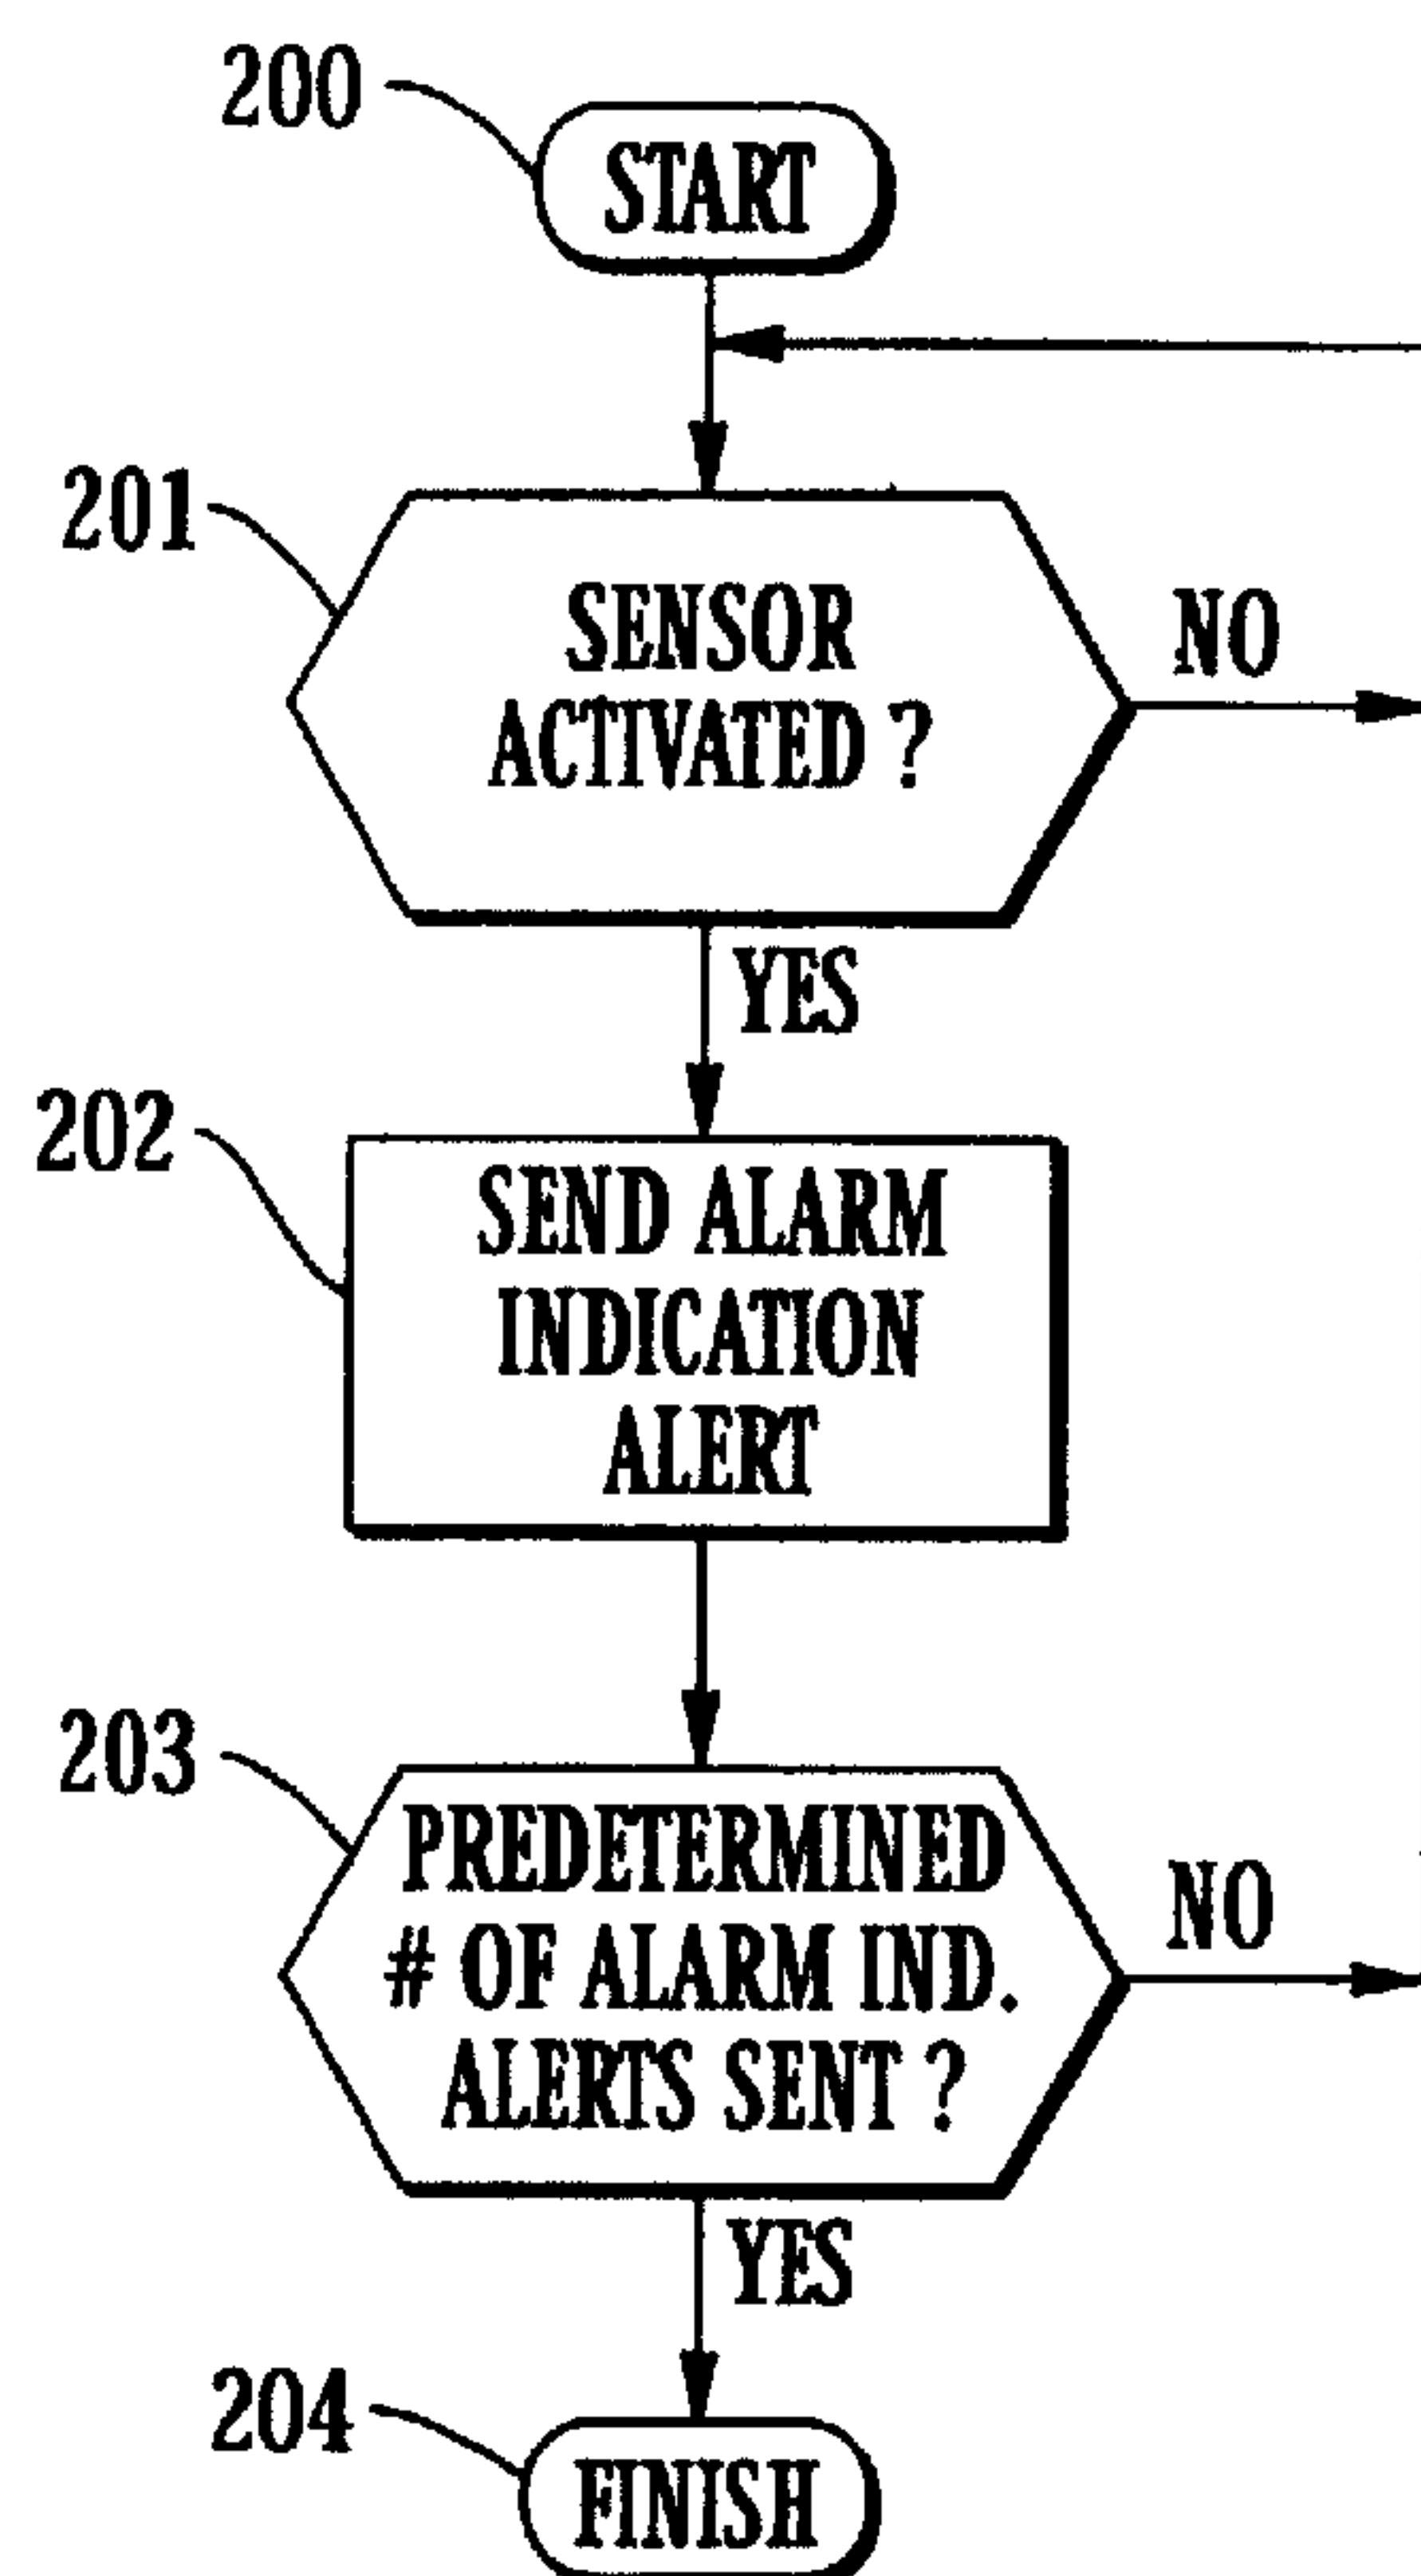 200
START
201
SENSOR
ACTIVATED ?
NO
YES
202
SEND ALARM
INDICATION
ALERT
203
PREDETERMINED
# OF ALARM IND.
ALERTS SENT ?
NO
YES
204
FINISH